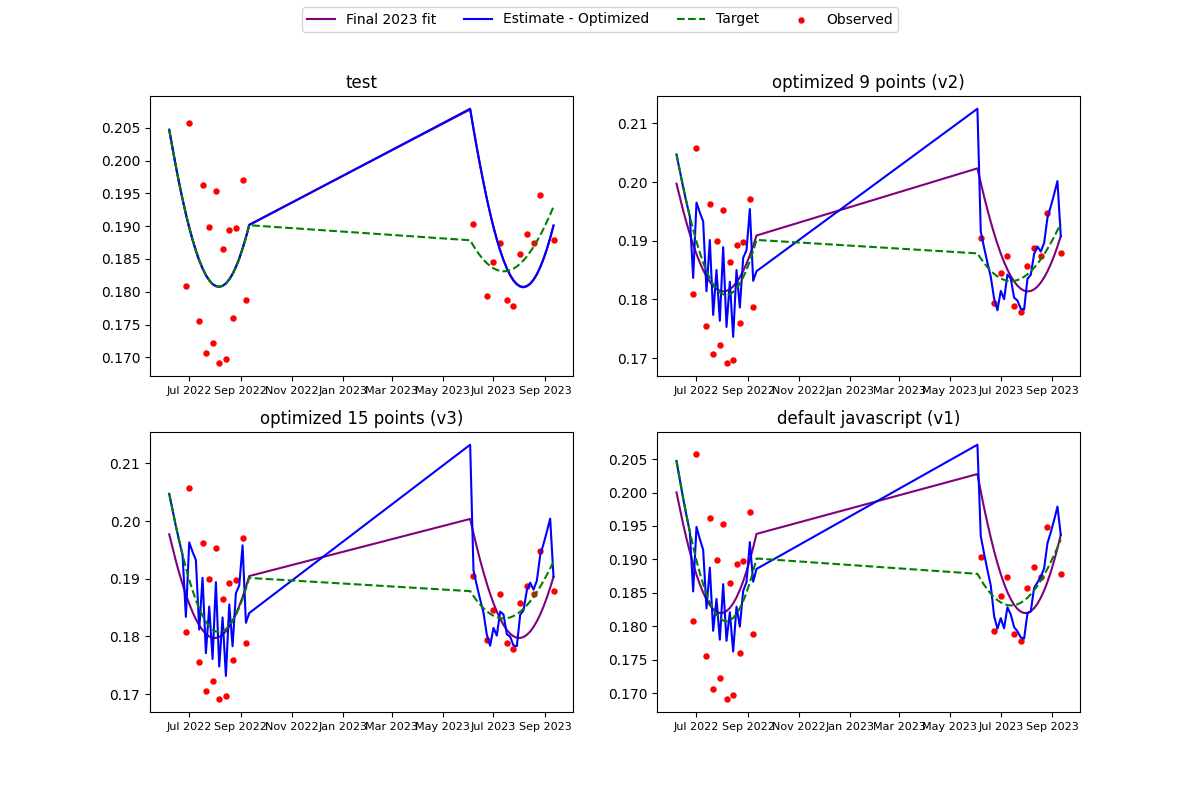 Final 2023 fit Estimate - Optimized Target Observed
test
0.205
0.200
0.195
0.190
0.185
0.180
0.175
0.170
Jul 2022 Sep 2022 Nov 2022 Jan 2023 Mar 2023 May 2023 Jul 2023 Sep 2023
optimized 9 points (v2)
0.21
0.20
0.19
0.18
0.17
Jul 2022 Sep 2022 Nov 2022 Jan 2023 Mar 2023 May 2023 Jul 2023 Sep 2023
optimized 15 points (v3)
0.21
0.20
0.19
0.18
0.17
Jul 2022 Sep 2022 Nov 2022 Jan 2023 Mar 2023 May 2023 Jul 2023 Sep 2023
default javascript (v1)
0.205
0.200
0.195
0.190
0.185
0.180
0.175
0.170
Jul 2022 Sep 2022 Nov 2022 Jan 2023 Mar 2023 May 2023 Jul 2023 Sep 2023